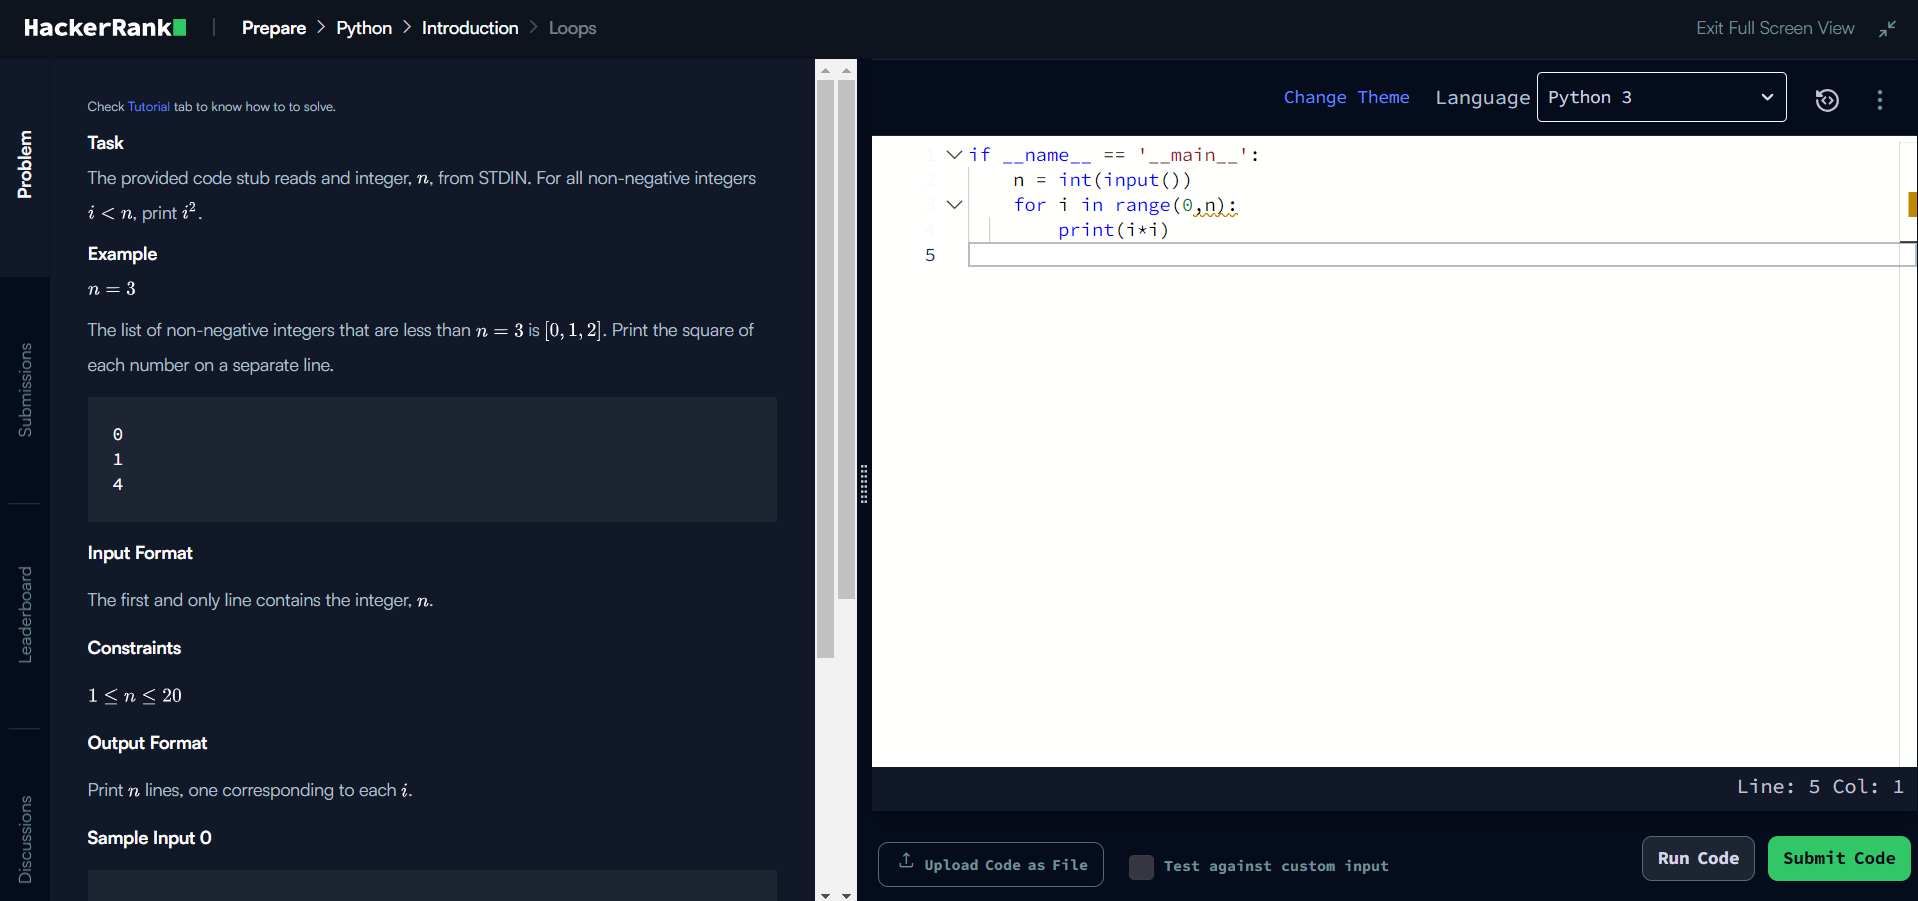 HackerRank
Prepare > Python > Introduction > Loops
Exit Full Screen View
Problem
Submissions
Leaderboard
Discussions
Check Tutorial tab to know how to to solve.
Task
The provided code stub reads and integer, n, from STDIN. For all non-negative integers
i < n, print i².
Example
n = 3
The list of non-negative integers that are less than n = 3 is [0, 1, 2]. Print the square of
each number on a separate line.
0
1
4
Input Format
The first and only line contains the integer, n.
Constraints
1 ≤ n ≤ 20
Output Format
Print n lines, one corresponding to each i.
Sample Input 0
Change Theme Language Python 3
1 if __name__ == '__main__':
2     n = int(input())
3     for i in range(0,n):
4         print(i*i)
5
Line: 5 Col: 1
Upload Code as File
Test against custom input
Run Code
Submit Code